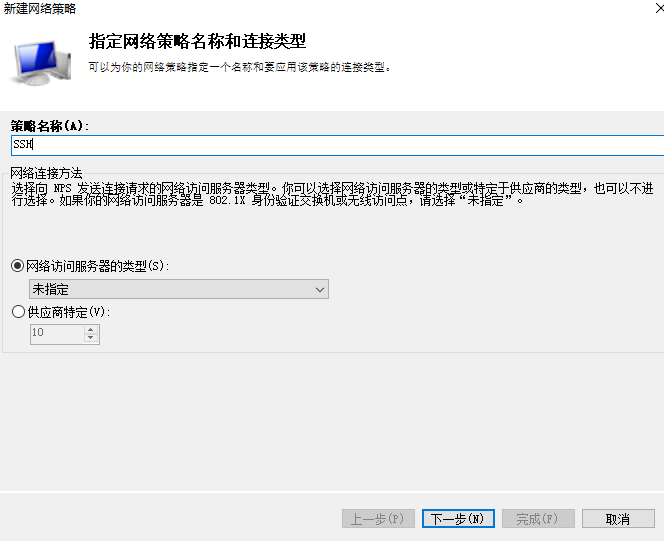 新建网络策略
指定网络策略名称和连接类型
可以为你的网络策略指定一个名称和要应用该策略的连接类型。
策略名称(A):
SSH
网络连接方法
选择向 NPS 发送连接请求的网络访问服务器类型。你可以选择网络访问服务器的类型或特定于供应商的类型，也可以不进
行选择。如果你的网络访问服务器是 802.1X 身份验证交换机或无线访问点，请选择“未指定”。
网络访问服务器的类型(S):
未指定
供应商特定(V):
10
上一步(P)
下一步(N)
完成(F)
取消